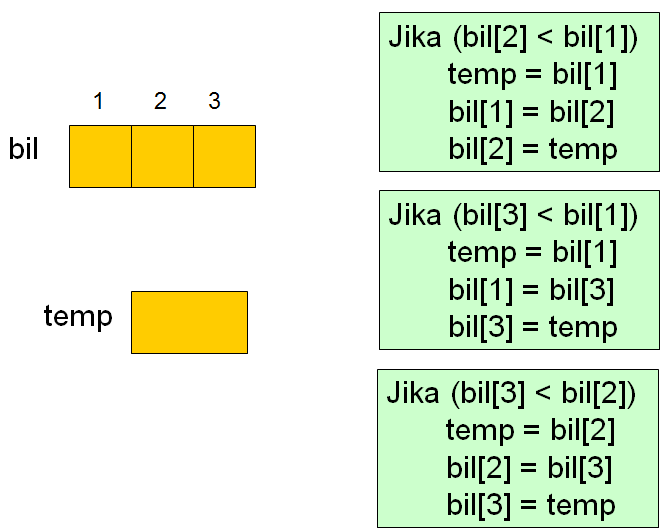 1 2 3
bil
temp
Jika (bil[2] < bil[1])
temp = bil[1]
bil[1] = bil[2]
bil[2] = temp
Jika (bil[3] < bil[1])
temp = bil[1]
bil[1] = bil[3]
bil[3] = temp
Jika (bil[3] < bil[2])
temp = bil[2]
bil[2] = bil[3]
bil[3] = temp